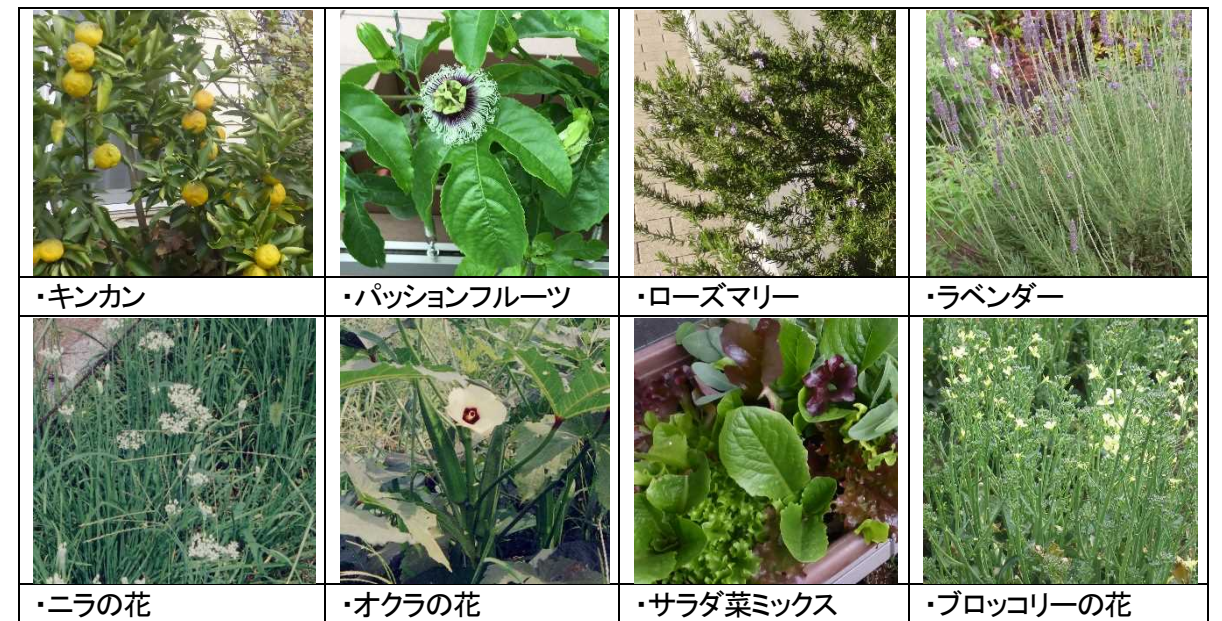 ・キンカン
・パッションフルーツ
・ローズマリー
・ラベンダー
・ニラの花
・オクラの花
・サラダ菜ミックス
・ブロッコリーの花